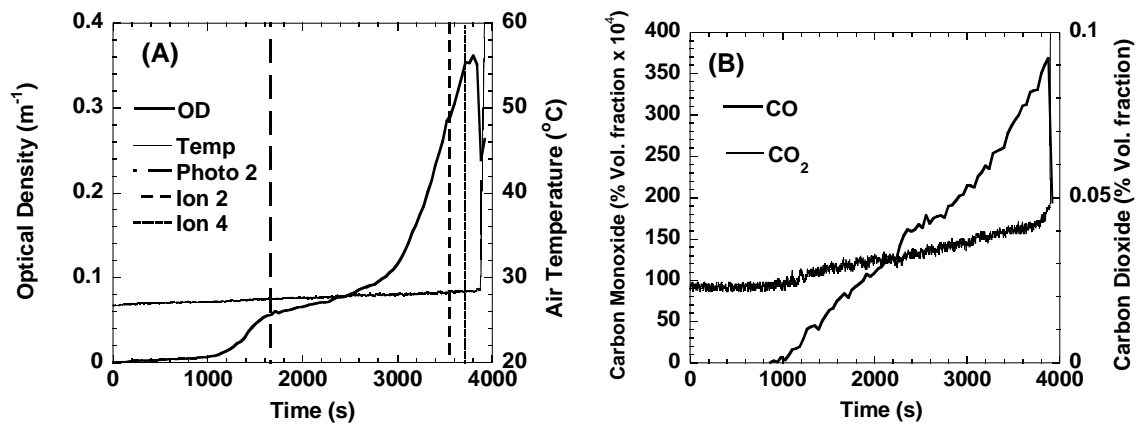 (A)
OD
Temp
Photo 2
Ion 2
Ion 4
Optical Density (m⁻¹)
0.4
0.3
0.2
0.1
0
Air Temperature (°C)
60
50
40
30
20
0 1000 2000 3000 4000
Time (s)
(B)
CO
CO₂
Carbon Monoxide (% Vol. fraction x 10⁴)
400
350
300
250
200
150
100
50
0
Carbon Dioxide (% Vol. fraction)
0.1
0.05
0
0 1000 2000 3000 4000
Time (s)